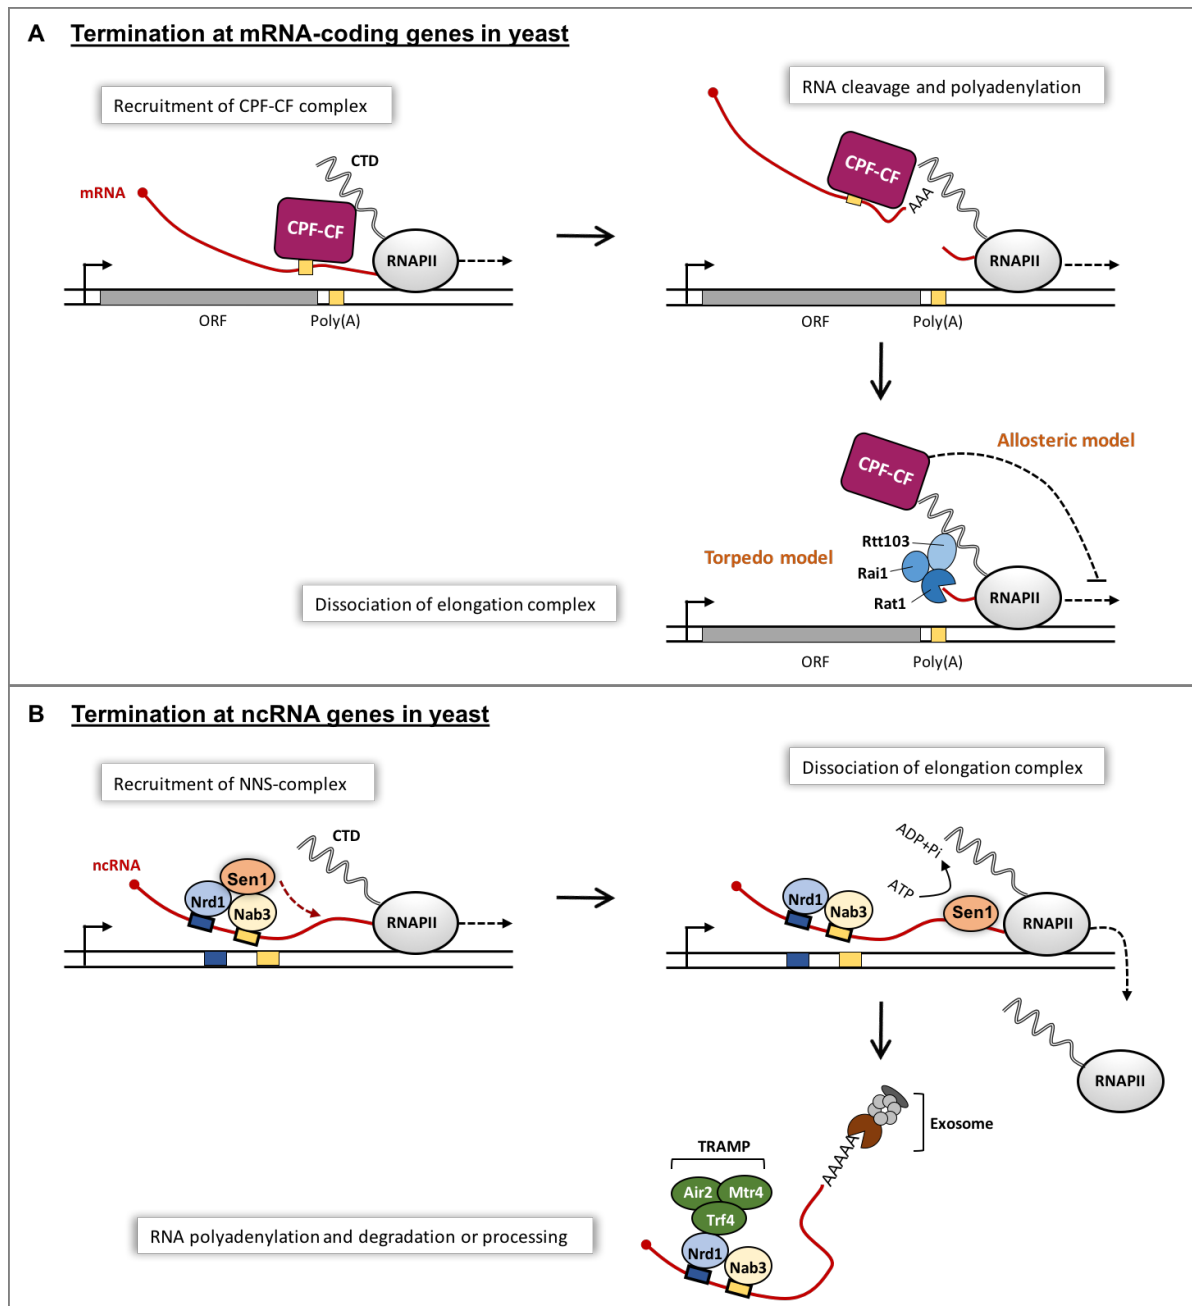 A Termination at mRNA-coding genes in yeast
Recruitment of CPF-CF complex
CTD
mRNA
CPF-CF
RNAPII
ORF
Poly(A)
RNA cleavage and polyadenylation
CPF-CF
AAA
RNAPII
ORF
Poly(A)
Allosteric model
CPF-CF
Torpedo model
Rtt103
Rai1
Rat1
RNAPII
Dissociation of elongation complex
ORF
Poly(A)
B Termination at ncRNA genes in yeast
Recruitment of NNS-complex
CTD
ncRNA
Sen1
Nrd1
Nab3
RNAPII
Dissociation of elongation complex
ADP+Pi
ATP
Nrd1
Nab3
Sen1
RNAPII
RNAPII
Exosome
AAAAA
TRAMP
Air2
Mtr4
Trf4
Nrd1
Nab3
RNA polyadenylation and degradation or processing